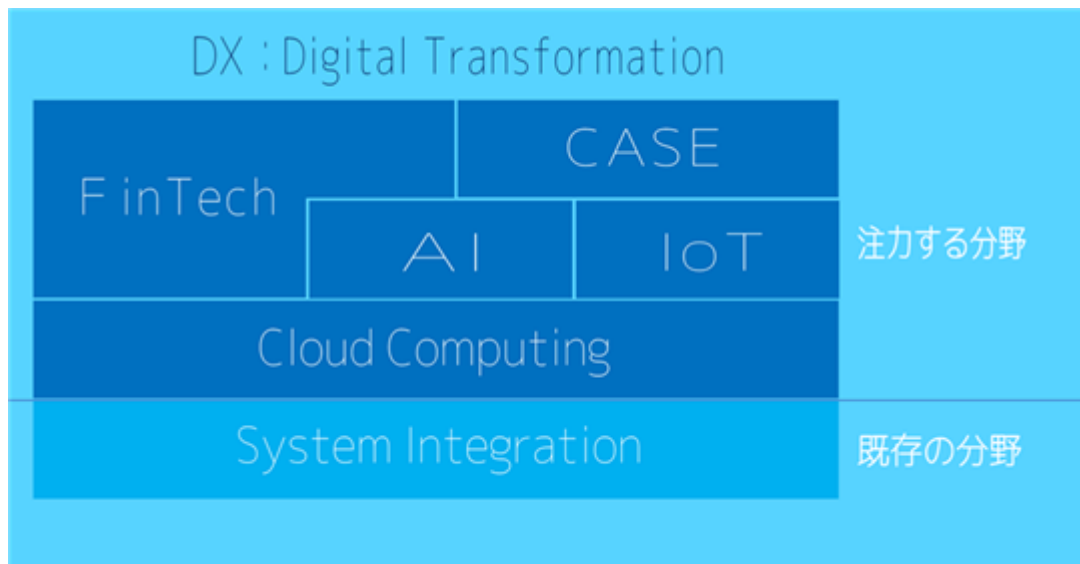 DX：Digital Transformation
CASE
FinTech
AI
IoT
注力する分野
Cloud Computing
System Integration
既存の分野